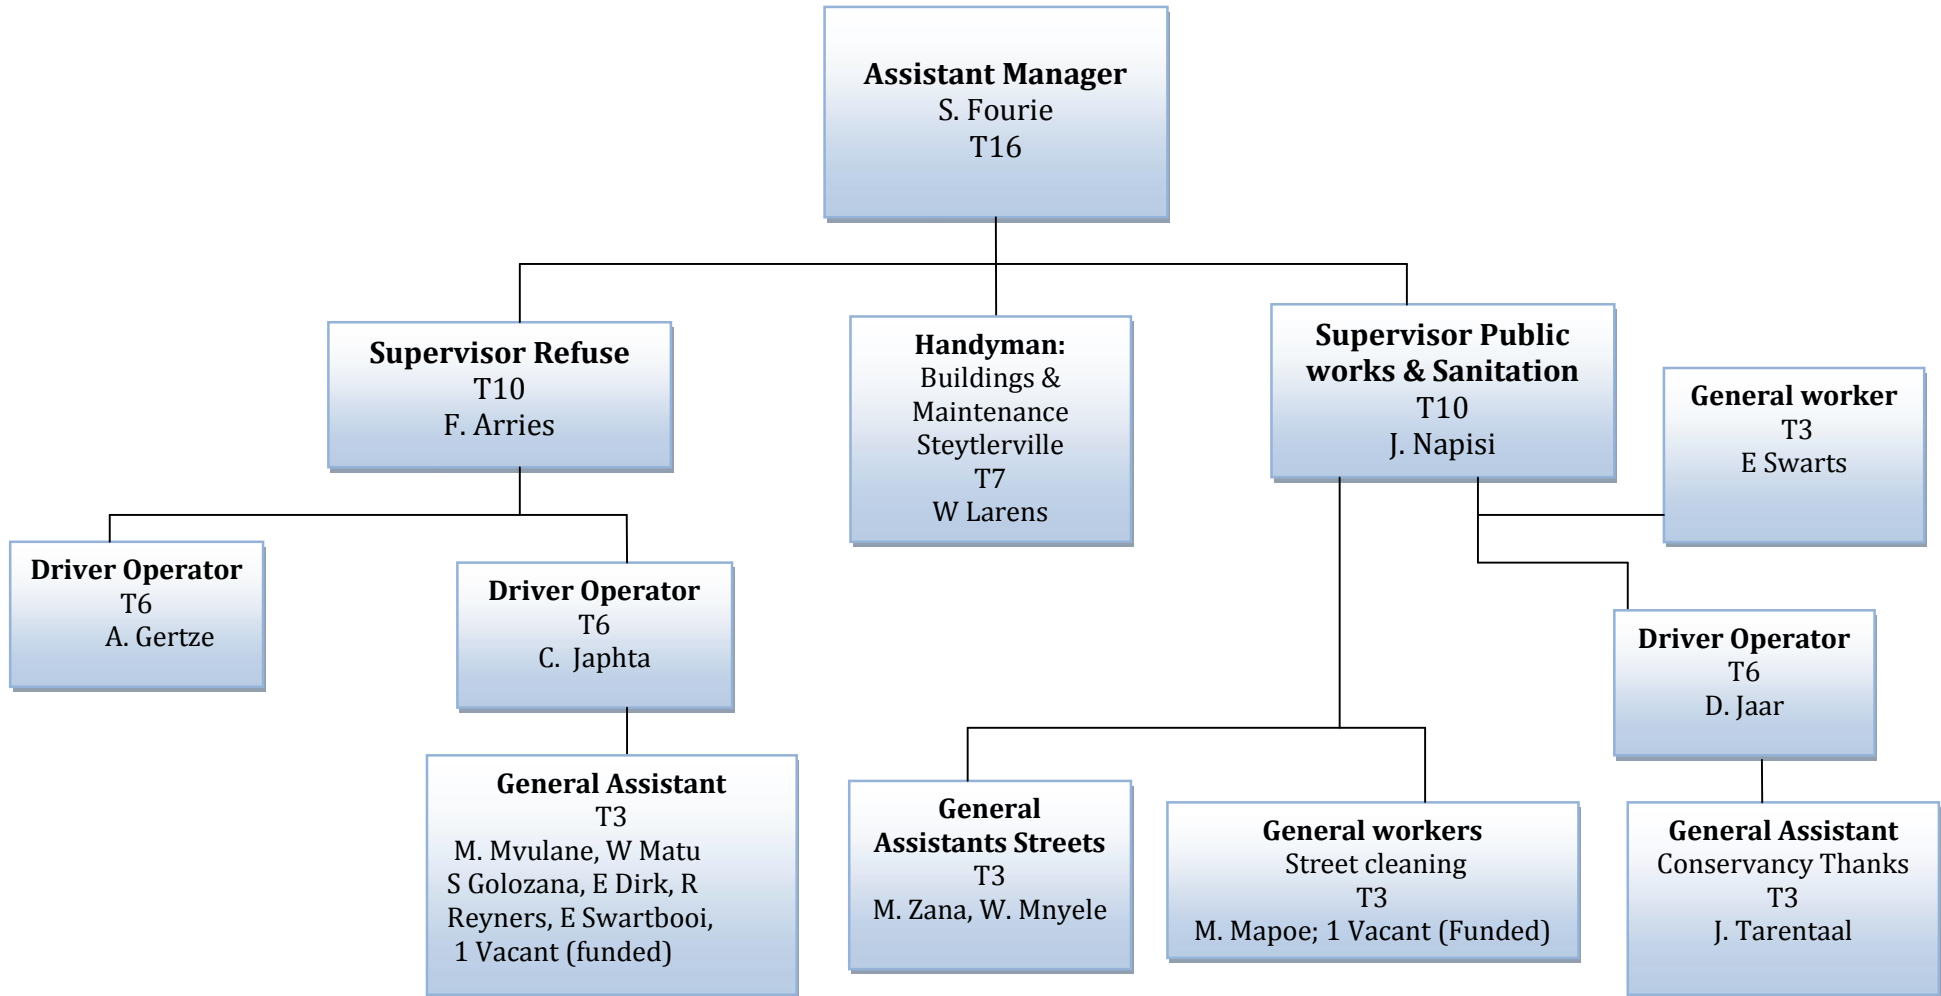 Assistant Manager
S. Fourie
T16
Supervisor Refuse
T10
F. Arries
Handyman:
Buildings &
Maintenance
Steytlerville
T7
W Larens
Supervisor Public
works & Sanitation
T10
J. Napisi
General worker
T3
E Swarts
Driver Operator
T6
A. Gertze
Driver Operator
T6
C. Japhta
Driver Operator
T6
D. Jaar
General Assistant
T3
M. Mvulane, W Matu
S Golozana, E Dirk, R
Reyners, E Swartbooi,
1 Vacant (funded)
General
Assistants Streets
T3
M. Zana, W. Mnyele
General workers
Street cleaning
T3
M. Mapoe; 1 Vacant (Funded)
General Assistant
Conservancy Thanks
T3
J. Tarentaal